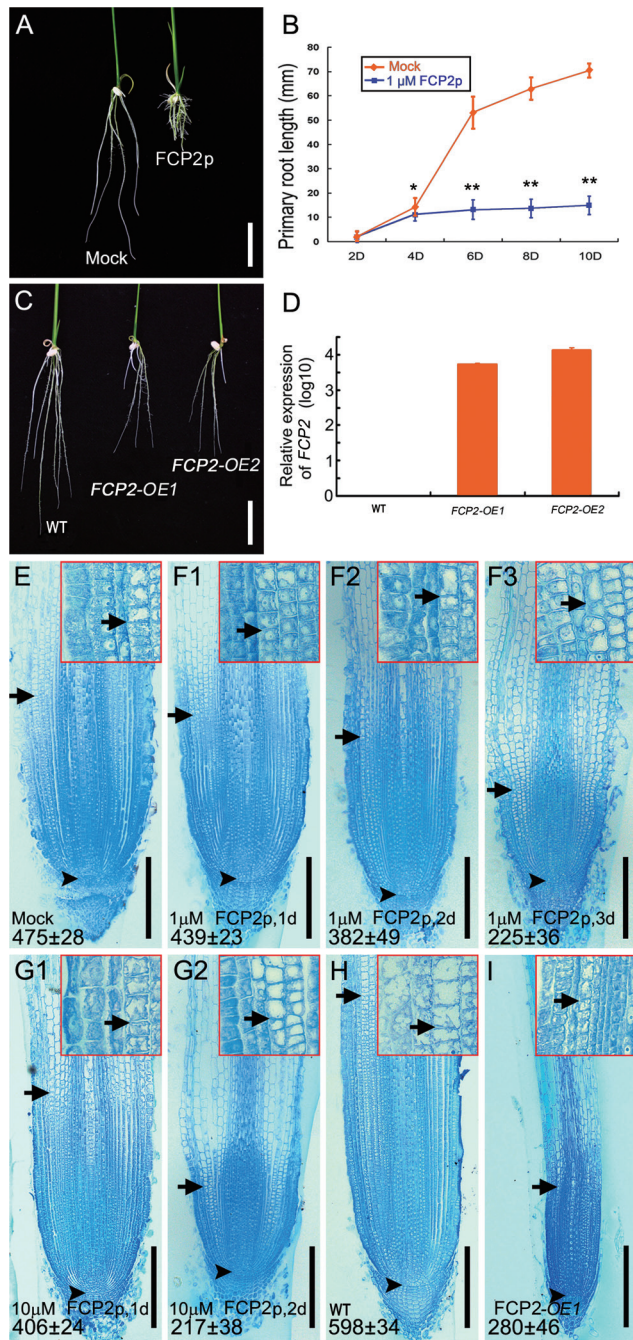 A
FCP2p
Mock
B
Primary root length (mm)
80
70
60
50
40
30
20
10
0
Mock
1 μM FCP2p
*
**
**
**
2D
4D
6D
8D
10D
C
WT
FCP2-OE1
FCP2-OE2
D
Relative expression
of FCP2 (log10)
4
3
2
1
0
WT
FCP2-OE1
FCP2-OE2
E
Mock
475±28
F1
1μM FCP2p,1d
439±23
F2
1μM FCP2p,2d
382±49
F3
1μM FCP2p,3d
225±36
G1
10μM FCP2p,1d
406±24
G2
10μM FCP2p,2d
217±38
H
WT
598±34
I
FCP2-OE1
280±46